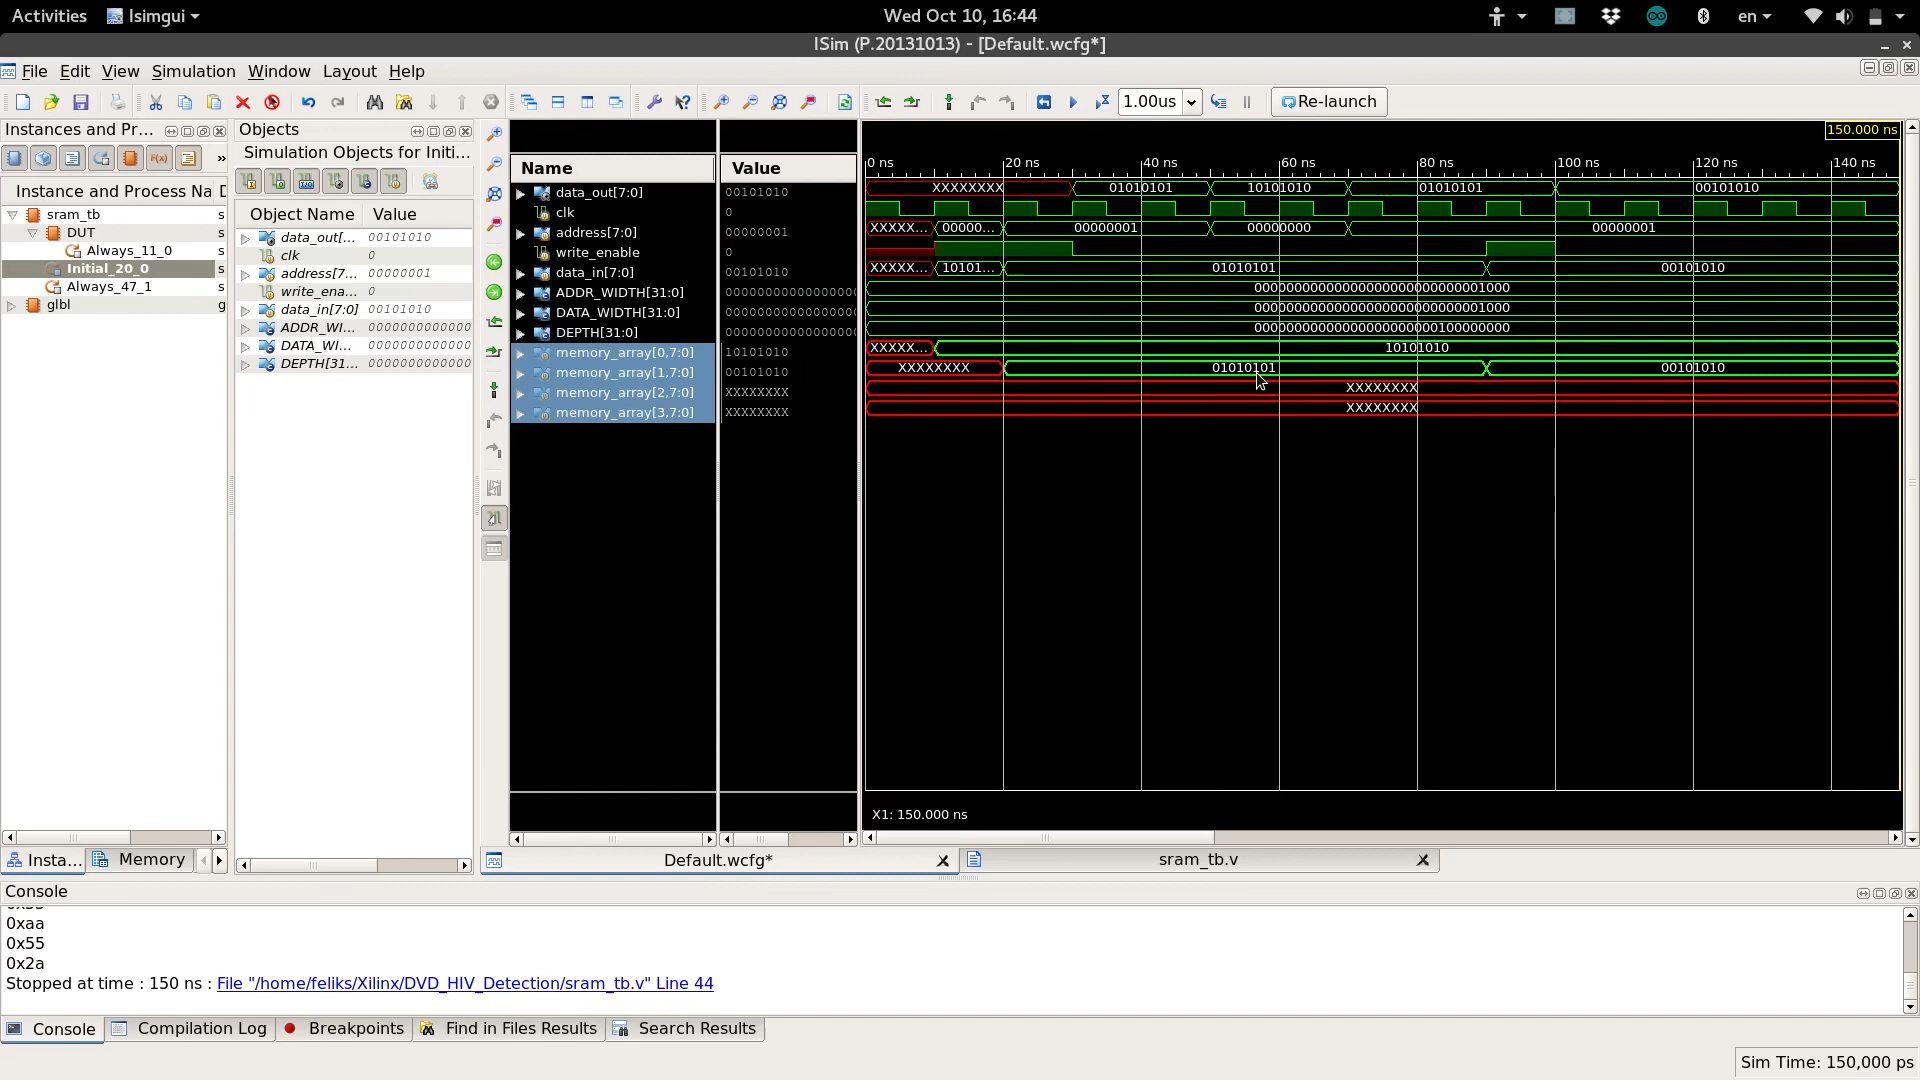 Activities
Isimgui
Wed Oct 10, 16:44
en
ISim (P.20131013) - [Default.wcfg*]
File Edit View Simulation Window Layout Help
1.00us
Re-launch
Instances and Pr...
Instance and Process Na D
sram_tb s
DUT s
Always_11_0 s
Initial_20_0 s
Always_47_1 s
glbl g
Insta...
Memory
Objects
Simulation Objects for Initi...
Object Name Value
data_out[... 00101010
clk 0
address[7... 00000001
write_ena... 0
data_in[7:0] 00101010
ADDR_WI... 0000000000000
DATA_WI... 0000000000000
DEPTH[31... 0000000000000
Name Value
data_out[7:0] 00101010
clk 0
address[7:0] 00000001
write_enable 0
data_in[7:0] 00101010
ADDR_WIDTH[31:0]
DATA_WIDTH[31:0]
DEPTH[31:0]
memory_array[0,7:0] 10101010
memory_array[1,7:0] 00101010
memory_array[2,7:0] XXXXXXXX
memory_array[3,7:0] XXXXXXXX
150.000 ns
0 ns 20 ns 40 ns 60 ns 80 ns 100 ns 120 ns 140 ns
XXXXXXXX 01010101 10101010 01010101 00101010
XXXXX... 00000... 00000001 00000000 00000001
XXXXX... 10101... 01010101 00101010
00000000000000000000000000001000
00000000000000000000000000001000
00000000000000000000000100000000
XXXXX... 10101010
XXXXXXXX 01010101 00101010
XXXXXXXX
XXXXXXXX
X1: 150.000 ns
Default.wcfg*
sram_tb.v
Console
0xaa
0x55
0x2a
Stopped at time : 150 ns : File "/home/feliks/Xilinx/DVD_HIV_Detection/sram_tb.v" Line 44
Console
Compilation Log
Breakpoints
Find in Files Results
Search Results
Sim Time: 150,000 ps